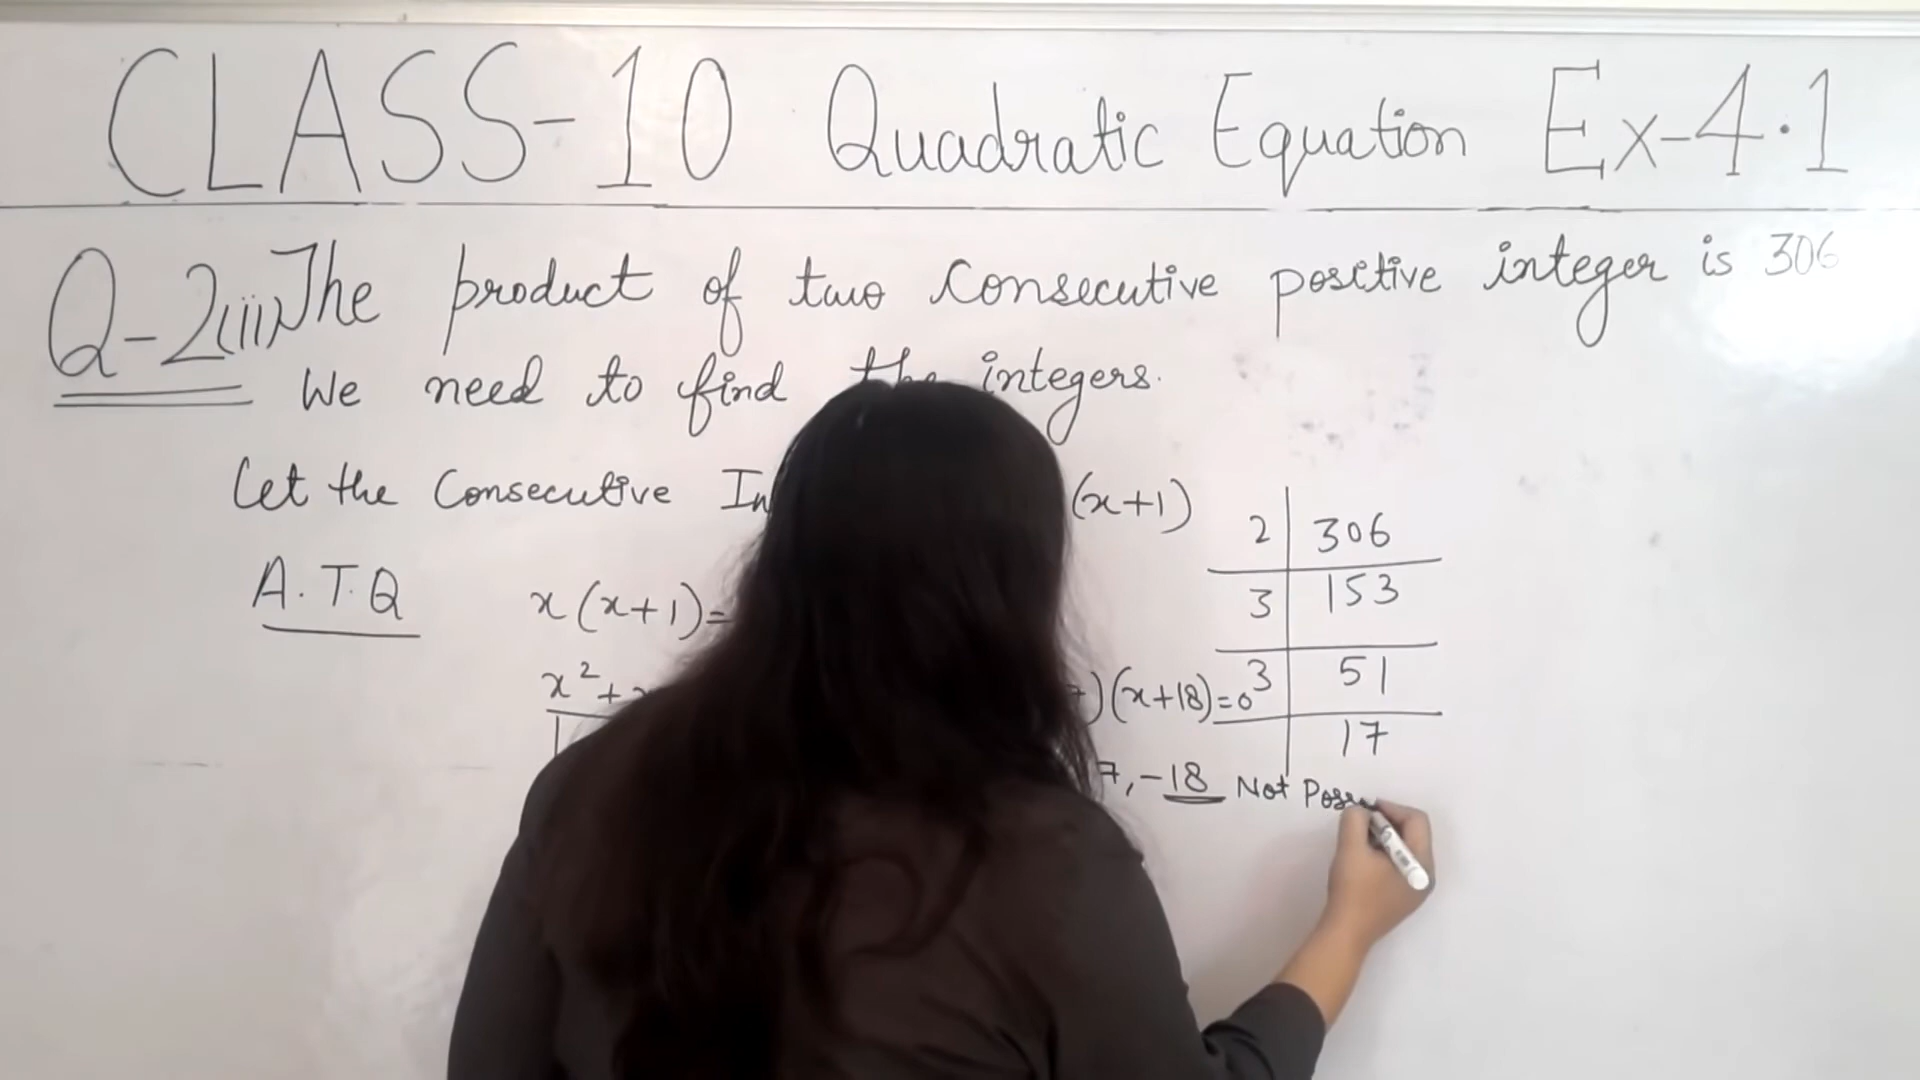 CLASS-10 Quadratic Equation Ex-4.1
Q-2(ii) The product of two consecutive positive integer is 306
We need to find the integers.
Let the Consecutive (x+1)
A.T.Q x(x+1)=
x²+
)(x+18)=0
7, -18 Not
2 | 306
3 | 153
3 | 51
17